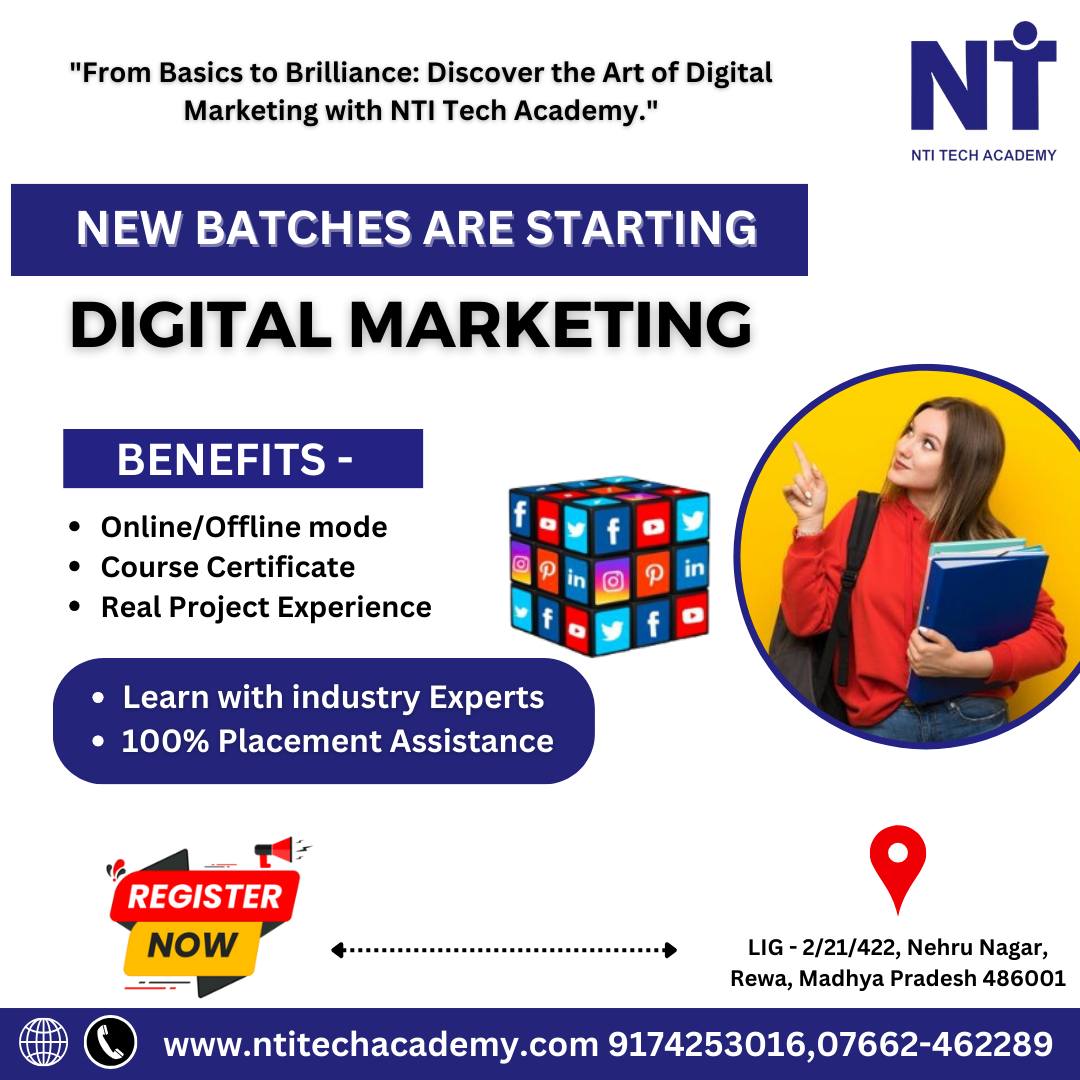 "From Basics to Brilliance: Discover the Art of Digital
Marketing with NTI Tech Academy."
NT
NTI TECH ACADEMY
NEW BATCHES ARE STARTING
DIGITAL MARKETING
BENEFITS -
• Online/Offline mode
• Course Certificate
• Real Project Experience
• Learn with industry Experts
• 100% Placement Assistance
REGISTER
NOW
LIG - 2/21/422, Nehru Nagar,
Rewa, Madhya Pradesh 486001
www.ntitechacademy.com 9174253016,07662-462289